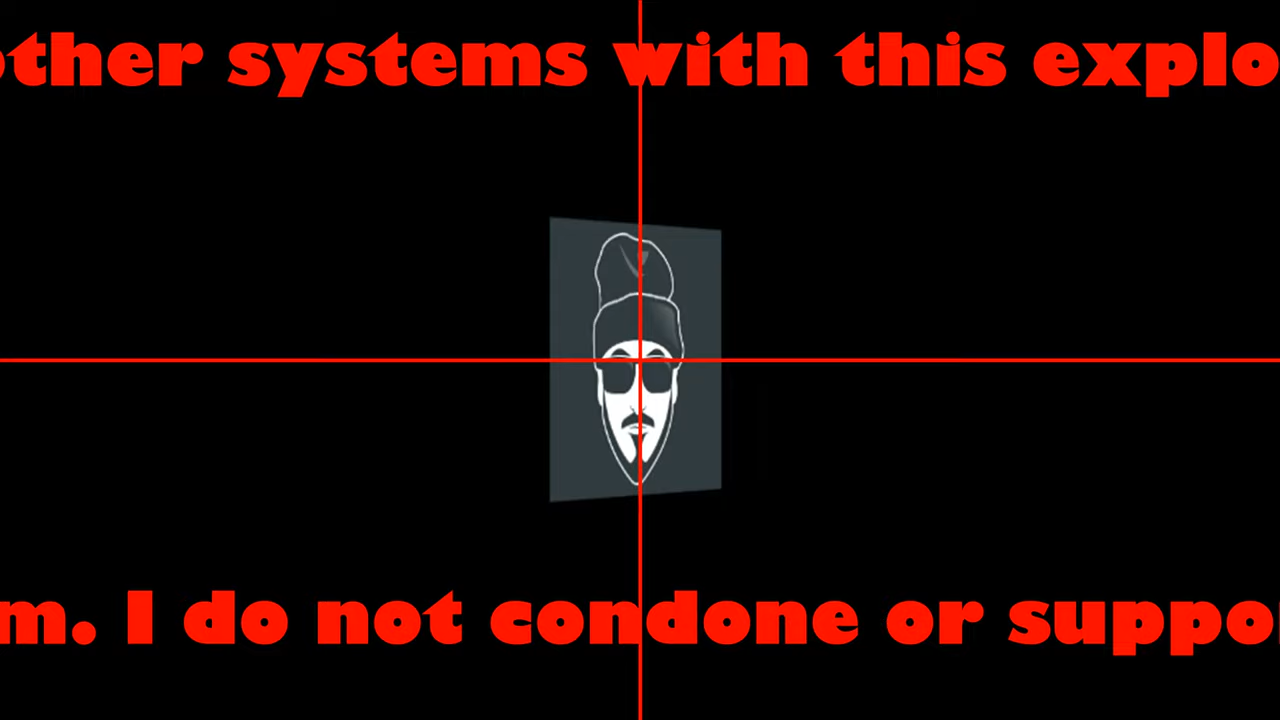 other systems with this explo
m. I do not condone or suppo